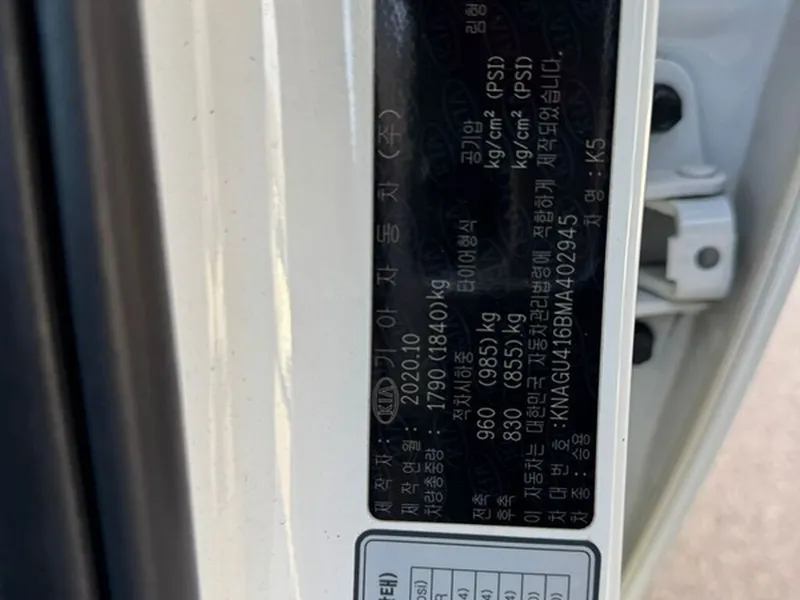 제 작 자 : KIA 기 아 자 동 차 (주)
제 작 연 월 : 2020.10
차량총중량 : 1790 (1840)kg
적차시하중 타이어형식 공기압 림형
전축 960 (985).kg kg/cm² (PSI)
후축 830 (855).kg kg/cm² (PSI)
이 자동차는 대한민국 자동차관리법령에 적합하게 제작되었습니다.
차 대 번 호 :KNAGU416BMA402945
차 종 : 승용 차 명 : K5